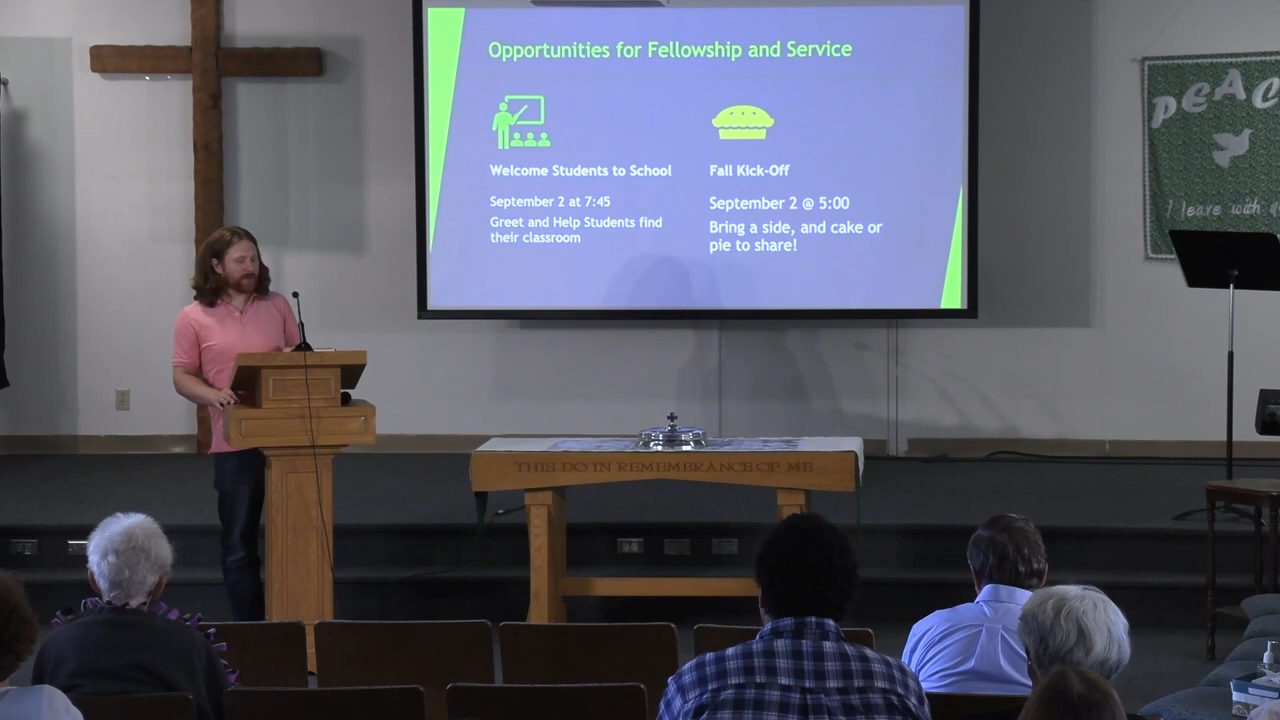 Opportunities for Fellowship and Service
Welcome Students to School
September 2 at 7:45
Greet and Help Students find
their classroom
Fall Kick-Off
September 2 @ 5:00
Bring a side, and cake or
pie to share!
PEAC
I leave with
THIS DO IN REMEMBRANCE OF ME